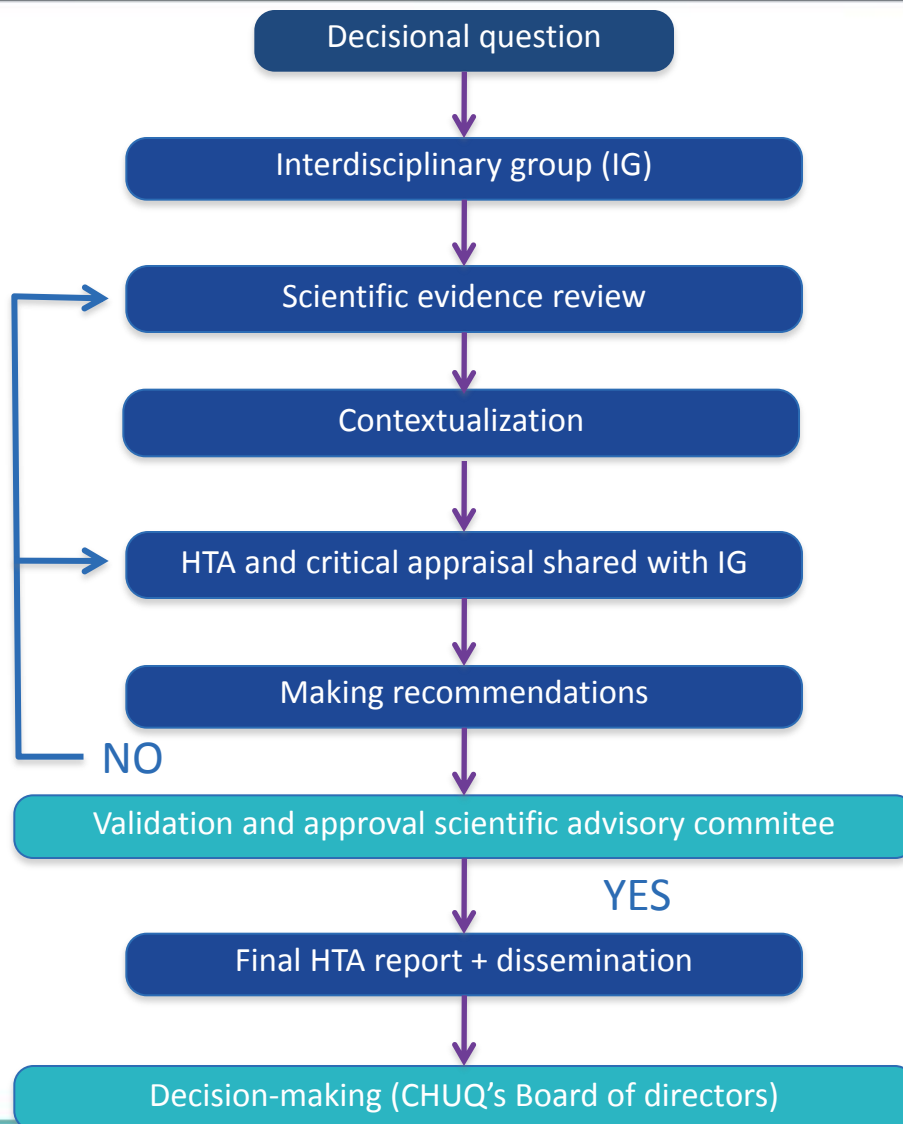 Decisional question
Interdisciplinary group (IG)
Scientific evidence review
Contextualization
HTA and critical appraisal shared with IG
Making recommendations
NO
Validation and approval scientific advisory commitee
YES
Final HTA report + dissemination
Decision-making (CHUQ's Board of directors)